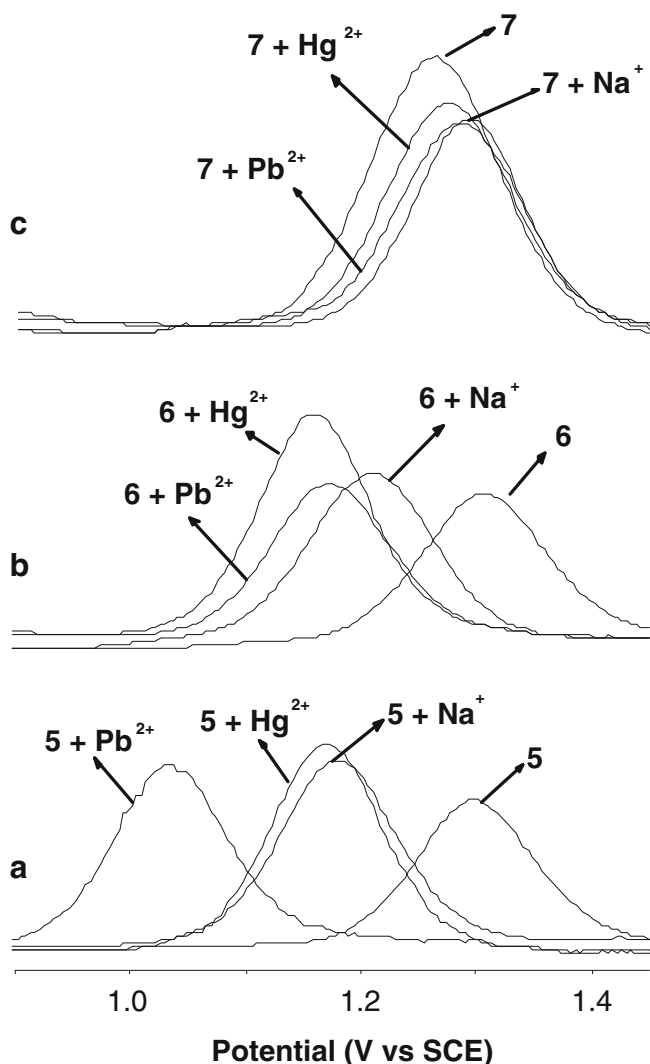 7
7 + Hg²⁺
7 + Na⁺
7 + Pb²⁺
c
6 + Hg²⁺
6 + Na⁺
6
6 + Pb²⁺
b
5 + Pb²⁺
5 + Hg²⁺
5 + Na⁺
5
a
1.0 1.2 1.4
Potential (V vs SCE)